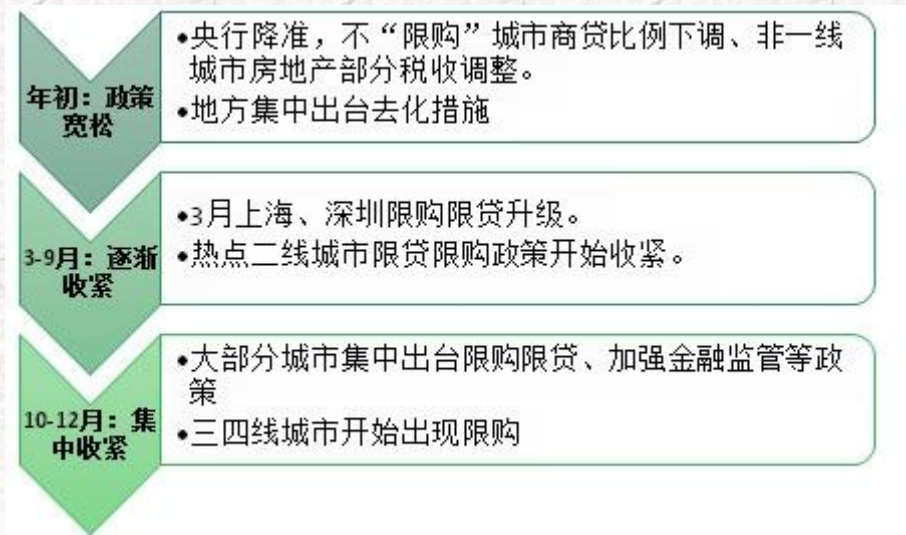 年初：政策
宽松
•央行降准，不“限购”城市商贷比例下调、非一线
城市房地产部分税收调整。
•地方集中出台去化措施
3-9月：逐渐
收紧
•3月上海、深圳限购限贷升级。
•热点二线城市限贷限购政策开始收紧。
10-12月：集
中收紧
•大部分城市集中出台限购限贷、加强金融监管等政
策
•三四线城市开始出现限购